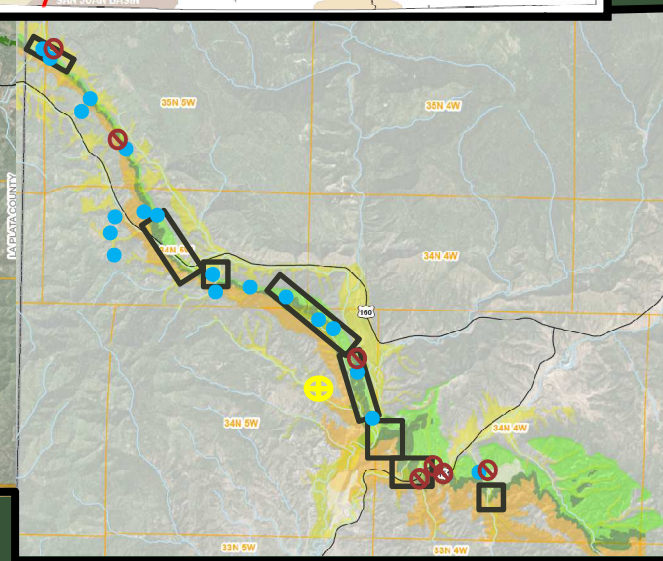 SAN JUAN BASIN
35N 5W
35N 4W
LA PLATA COUNTY
34N 4W
160
34N 5W
34N 4W
33N 5W
33N 4W